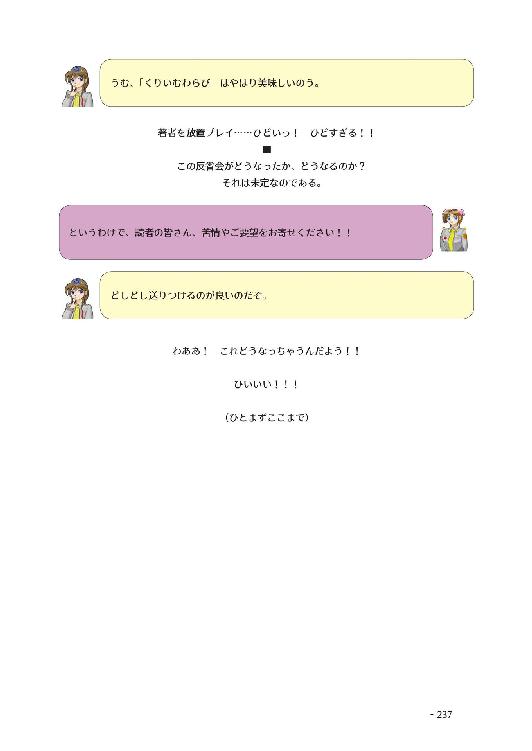 うむ、「くりいむわらび」はやはり美味しいのう。
著者を放置プレイ……ひどいっ!　ひどすぎる!!
■
この反省会がどうなったか、どうなるのか?
それは未定なのである。
というわけで、読者の皆さん、苦情やご要望をお寄せください!!
どしどし送りつけるのが良いのだぞ。
わああ!　これどうなっちゃうんだよう!!
ひいいい!!!
(ひとまずここまで)
- 237